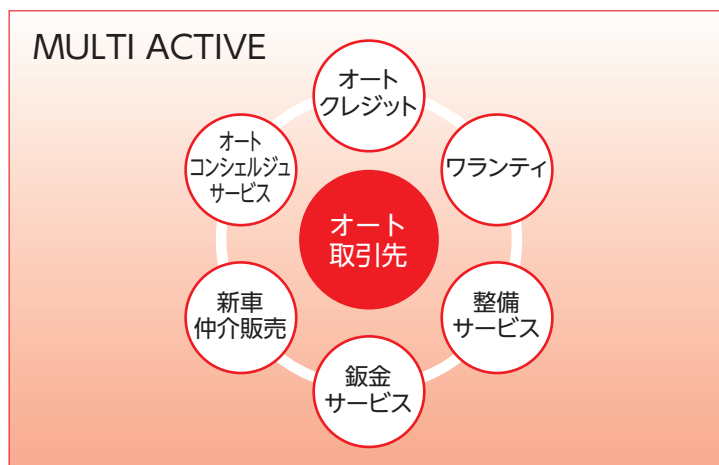 MULTI ACTIVE
オート
クレジット
オート
コンシェルジュ
サービス
ワランティ
オート
取引先
新車
仲介販売
整備
サービス
鈑金
サービス